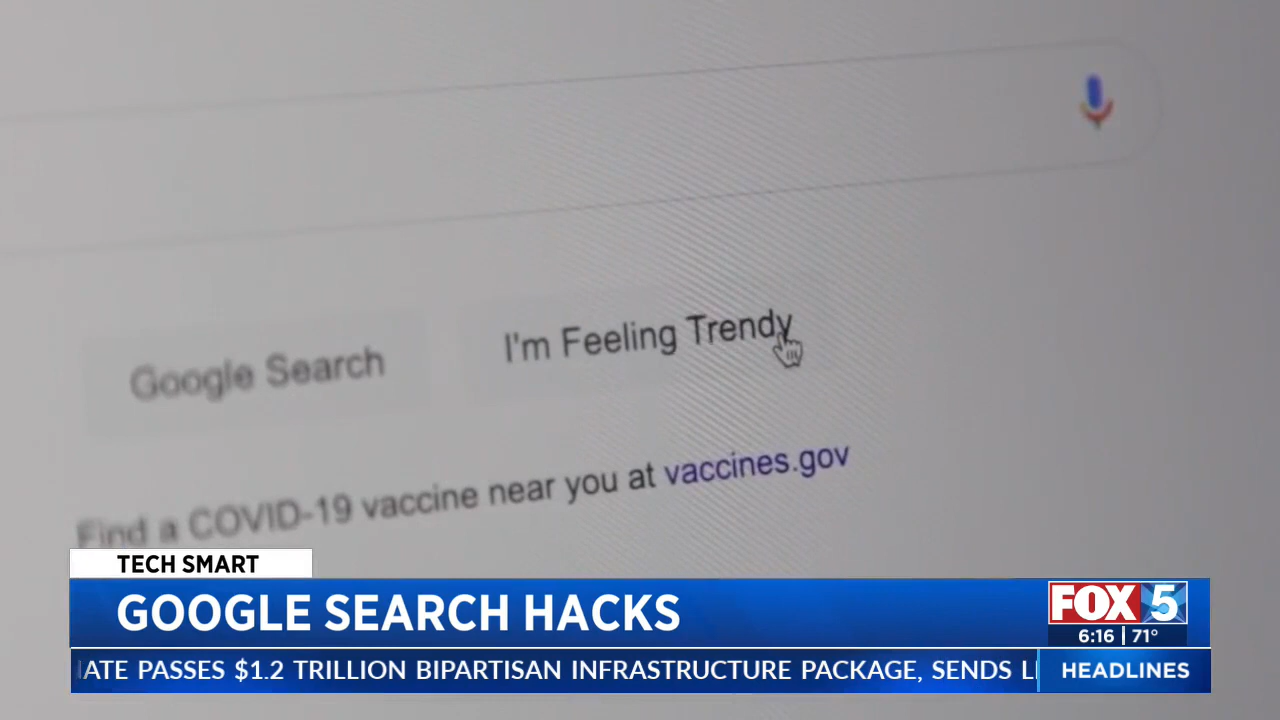 Google Search
I'm Feeling Trendy
Find a COVID-19 vaccine near you at vaccines.gov
TECH SMART
GOOGLE SEARCH HACKS
FOX 5
6:16 | 71°
PASSES $1.2 TRILLION BIPARTISAN INFRASTRUCTURE PACKAGE, SENDS
HEADLINES